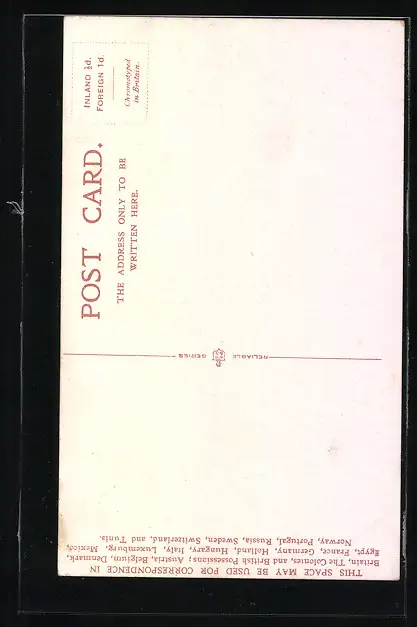 THIS SPACE MAY BE USED FOR CORRESPONDENCE IN
Britain, The Colonies, and British Possessions; Austria, Belgium, Denmark,
Egypt, France, Germany, Holland, Hungary, Italy, Luxemburg, Mexico,
Norway, Portugal, Russia, Sweden, Switzerland, and Tunis.
RELIABLE SERIES
POST CARD.
THE ADDRESS ONLY TO BE
WRITTEN HERE.
INLAND ½d.
FOREIGN 1d.
Chromotyped
in Britain.